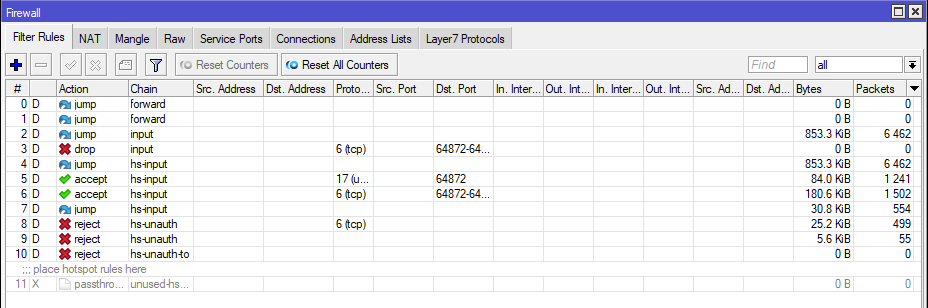 Firewall
Filter Rules NAT Mangle Raw Service Ports Connections Address Lists Layer7 Protocols
Reset Counters Reset All Counters Find all
# Action Chain Src. Address Dst. Address Proto... Src. Port Dst. Port In. Inter... Out. Int... In. Inter... Out. Int... Src. Ad... Dst. Ad... Bytes Packets
0 D jump forward 0 B 0
1 D jump forward 0 B 0
2 D jump input 853.3 KiB 6 462
3 D drop input 6 (tcp) 64872-64... 0 B 0
4 D jump hs-input 853.3 KiB 6 462
5 D accept hs-input 17 (u... 64872 84.0 KiB 1 241
6 D accept hs-input 6 (tcp) 64872-64... 180.6 KiB 1 502
7 D jump hs-input 30.8 KiB 554
8 D reject hs-unauth 6 (tcp) 25.2 KiB 499
9 D reject hs-unauth 5.6 KiB 55
10 D reject hs-unauth-to 0 B 0
;;; place hotspot rules here
11 X passthro... unused-hs... 0 B 0